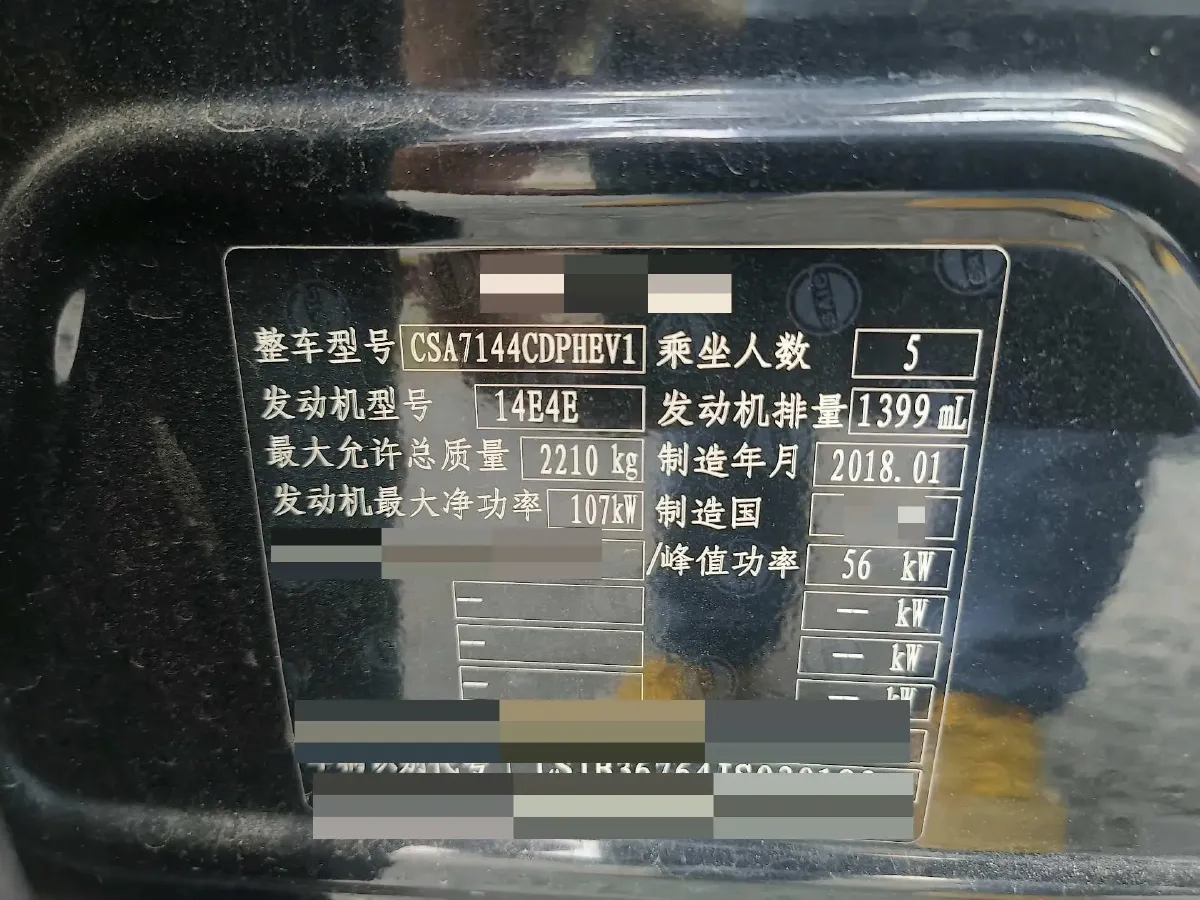 整车型号 CSA7144CDPHEV1 乘坐人数 5
发动机型号 14E4E 发动机排量 1399 mL
最大允许总质量 2210 kg 制造年月 2018.01
发动机最大净功率 107kW 制造国
/峰值功率 56 kW
— — kW
— — kW
— — kW